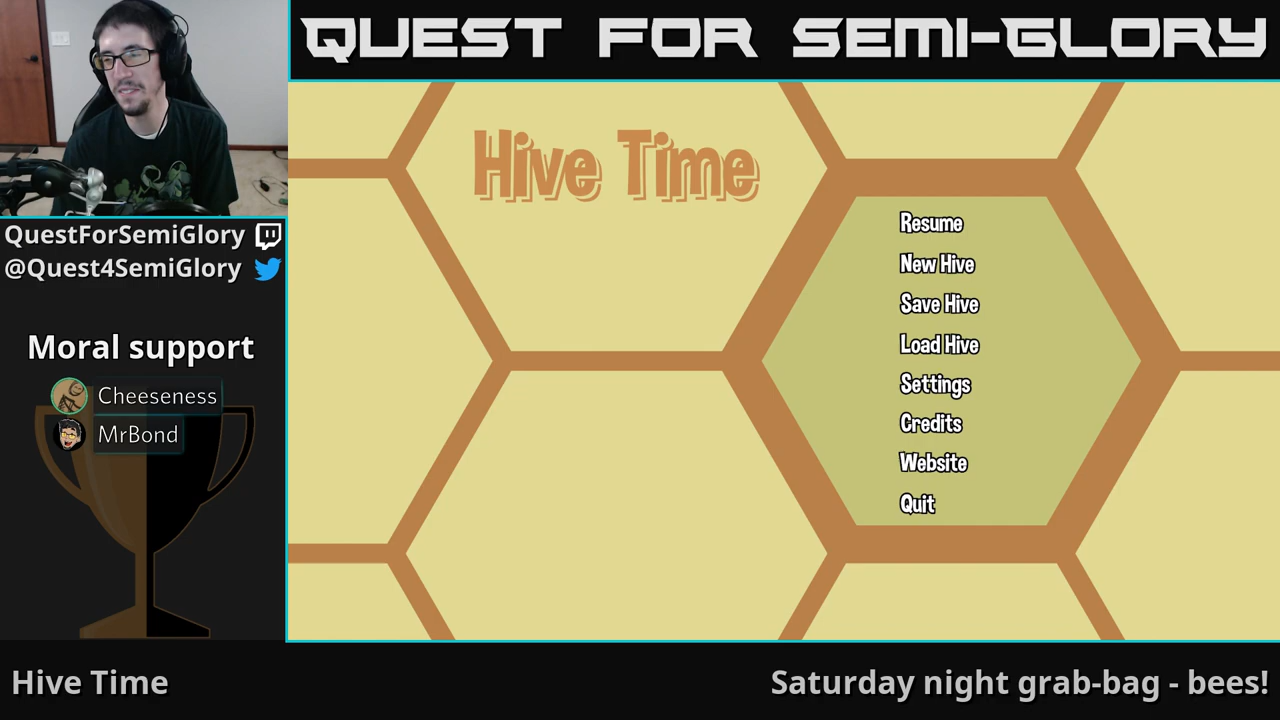 QUEST FOR SEMI-GLORY
QuestForSemiGlory
@Quest4SemiGlory
Moral support
Cheeseness
MrBond
Hive Time
Resume
New Hive
Save Hive
Load Hive
Settings
Credits
Website
Quit
Hive Time
Saturday night grab-bag - bees!